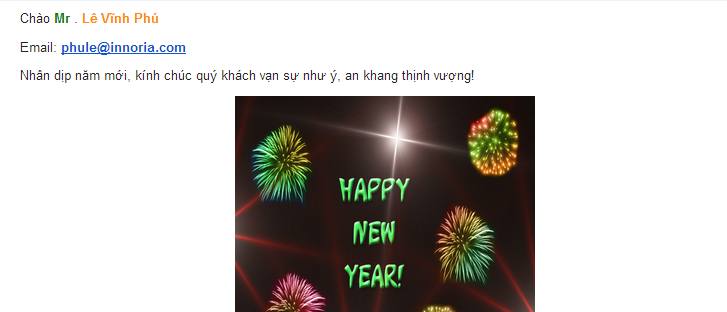 Chào Mr . Lê Vĩnh Phú
Email: phule@innoria.com
Nhân dịp năm mới, kính chúc quý khách vạn sự như ý, an khang thịnh vượng!
HAPPY
NEW
YEAR!